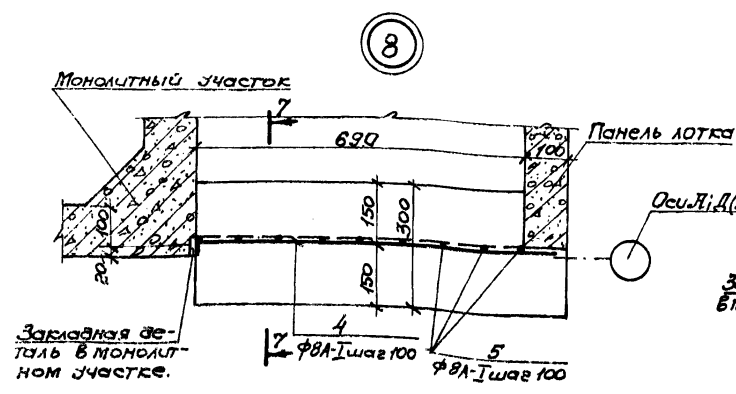 8
Монолитный участок
7
690
100
Панель лотка
150
300
100
Оси А; Д(
20
150
Закладная де-
таль в монолит-
ном участке.
7
4
Ф8А-I шаг 100
5
Ф8А-I шаг 100